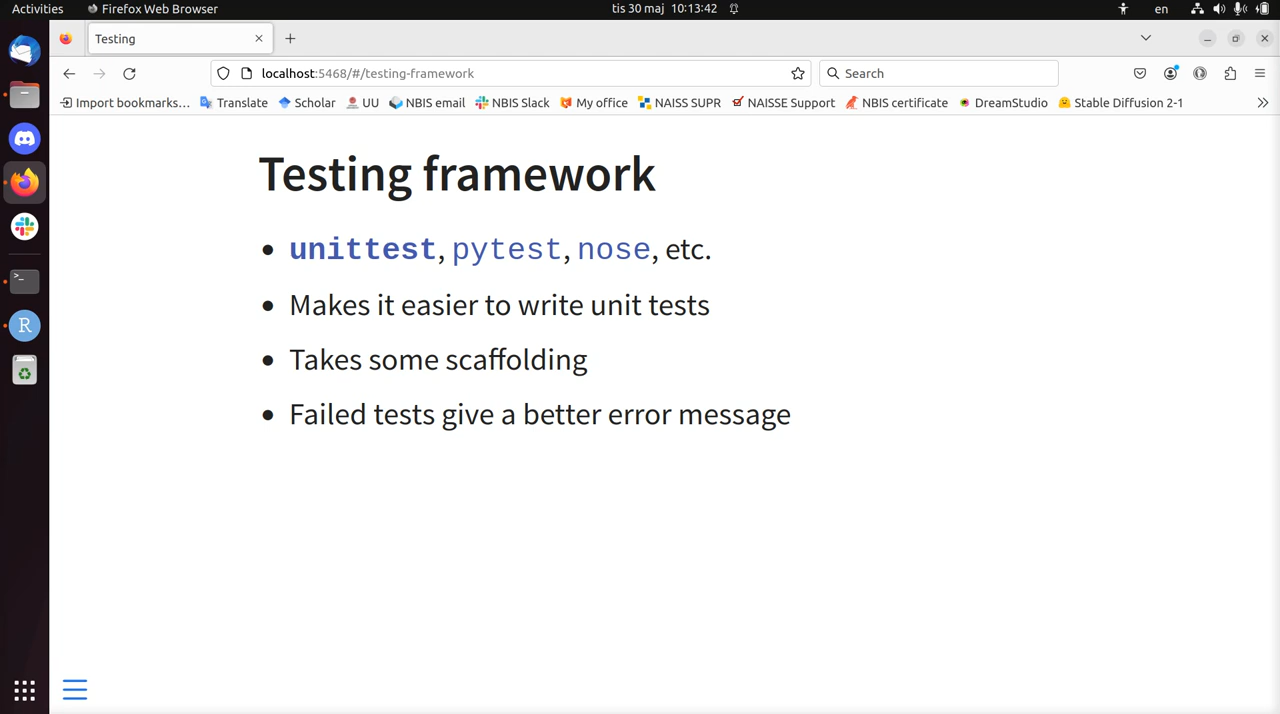 Activities Firefox Web Browser tis 30 maj 10:13:42 en
Testing
localhost:5468/#/testing-framework Search
Import bookmarks... Translate Scholar UU NBIS email NBIS Slack My office NAISS SUPR NAISSE Support NBIS certificate DreamStudio Stable Diffusion 2-1
Testing framework
• unittest, pytest, nose, etc.
• Makes it easier to write unit tests
• Takes some scaffolding
• Failed tests give a better error message